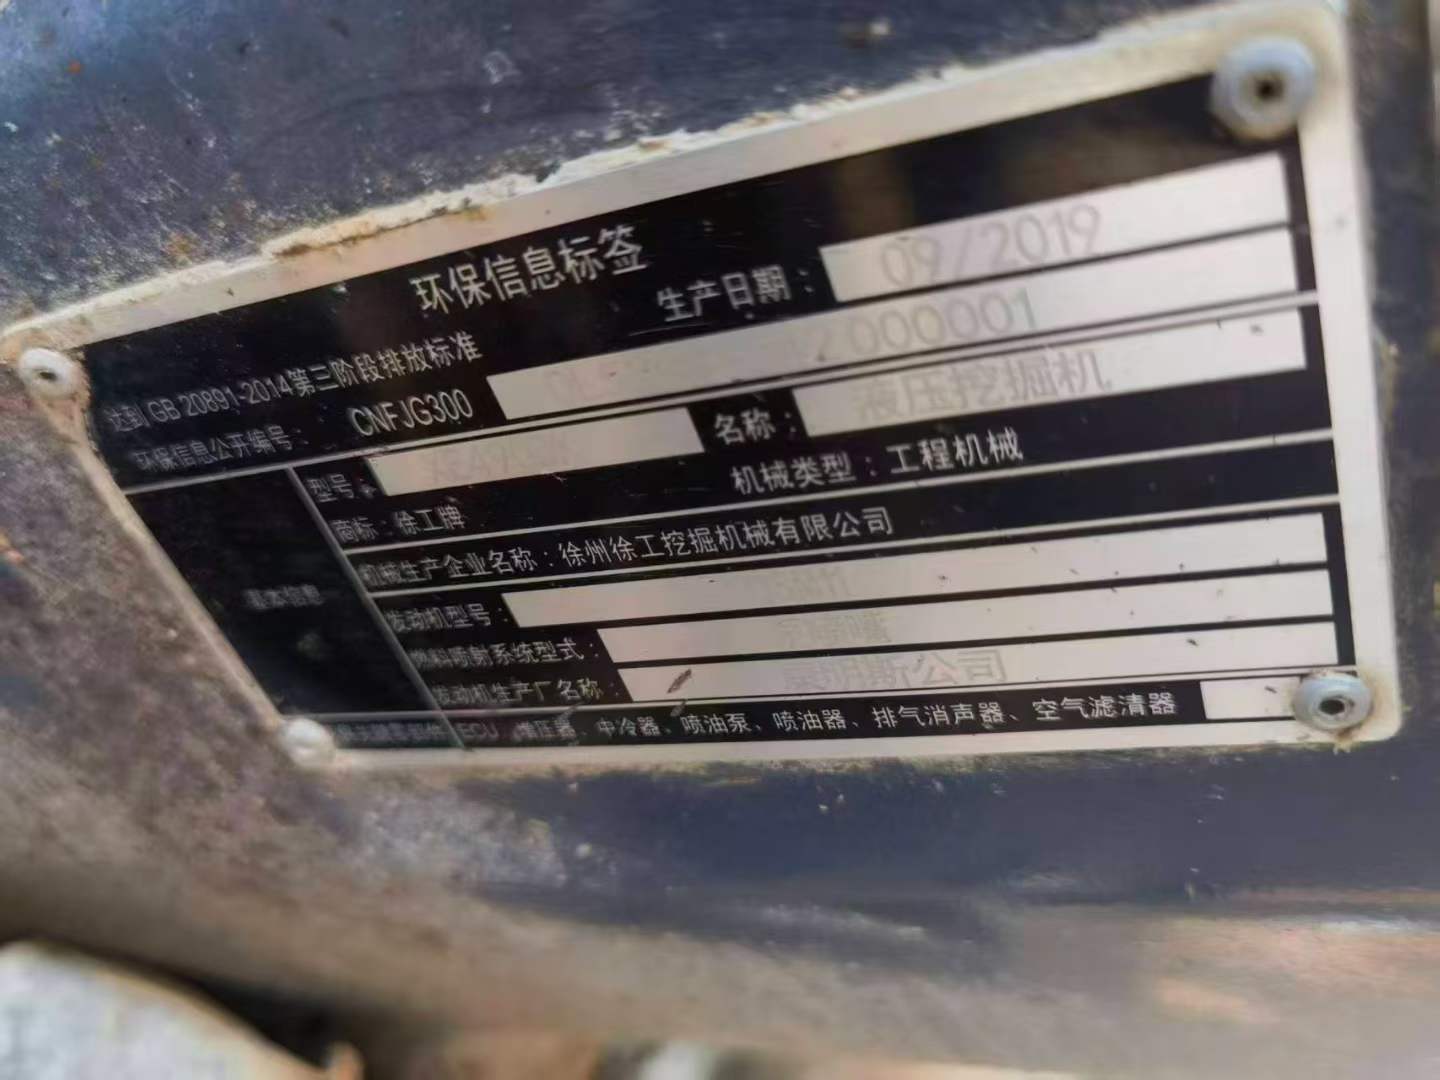 环保信息标签
达到 GB 20891-2014第三阶段排放标准
生产日期： 09/2019
环保信息公开编号： CNFJG300 000001
型号： 名称： 液压挖掘机
商标：徐工牌 机械类型：工程机械
基本信息
机械生产企业名称：徐州徐工挖掘机械有限公司
发动机型号：
燃料喷射系统型式：
发动机生产厂名称： 康明斯公司
ECU、增压器、中冷器、喷油泵、喷油器、排气消声器、空气滤清器